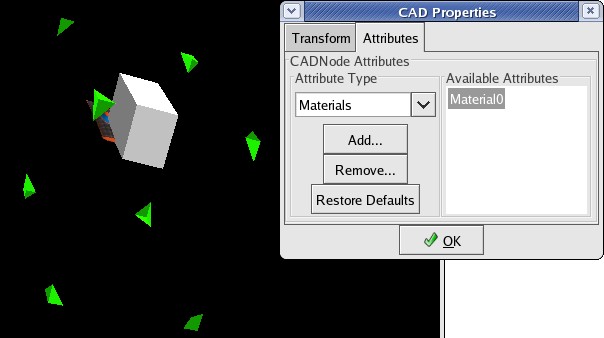 CAD Properties
Transform
Attributes
CADNode Attributes
Attribute Type
Available Attributes
Materials
Material0
Add...
Remove...
Restore Defaults
OK